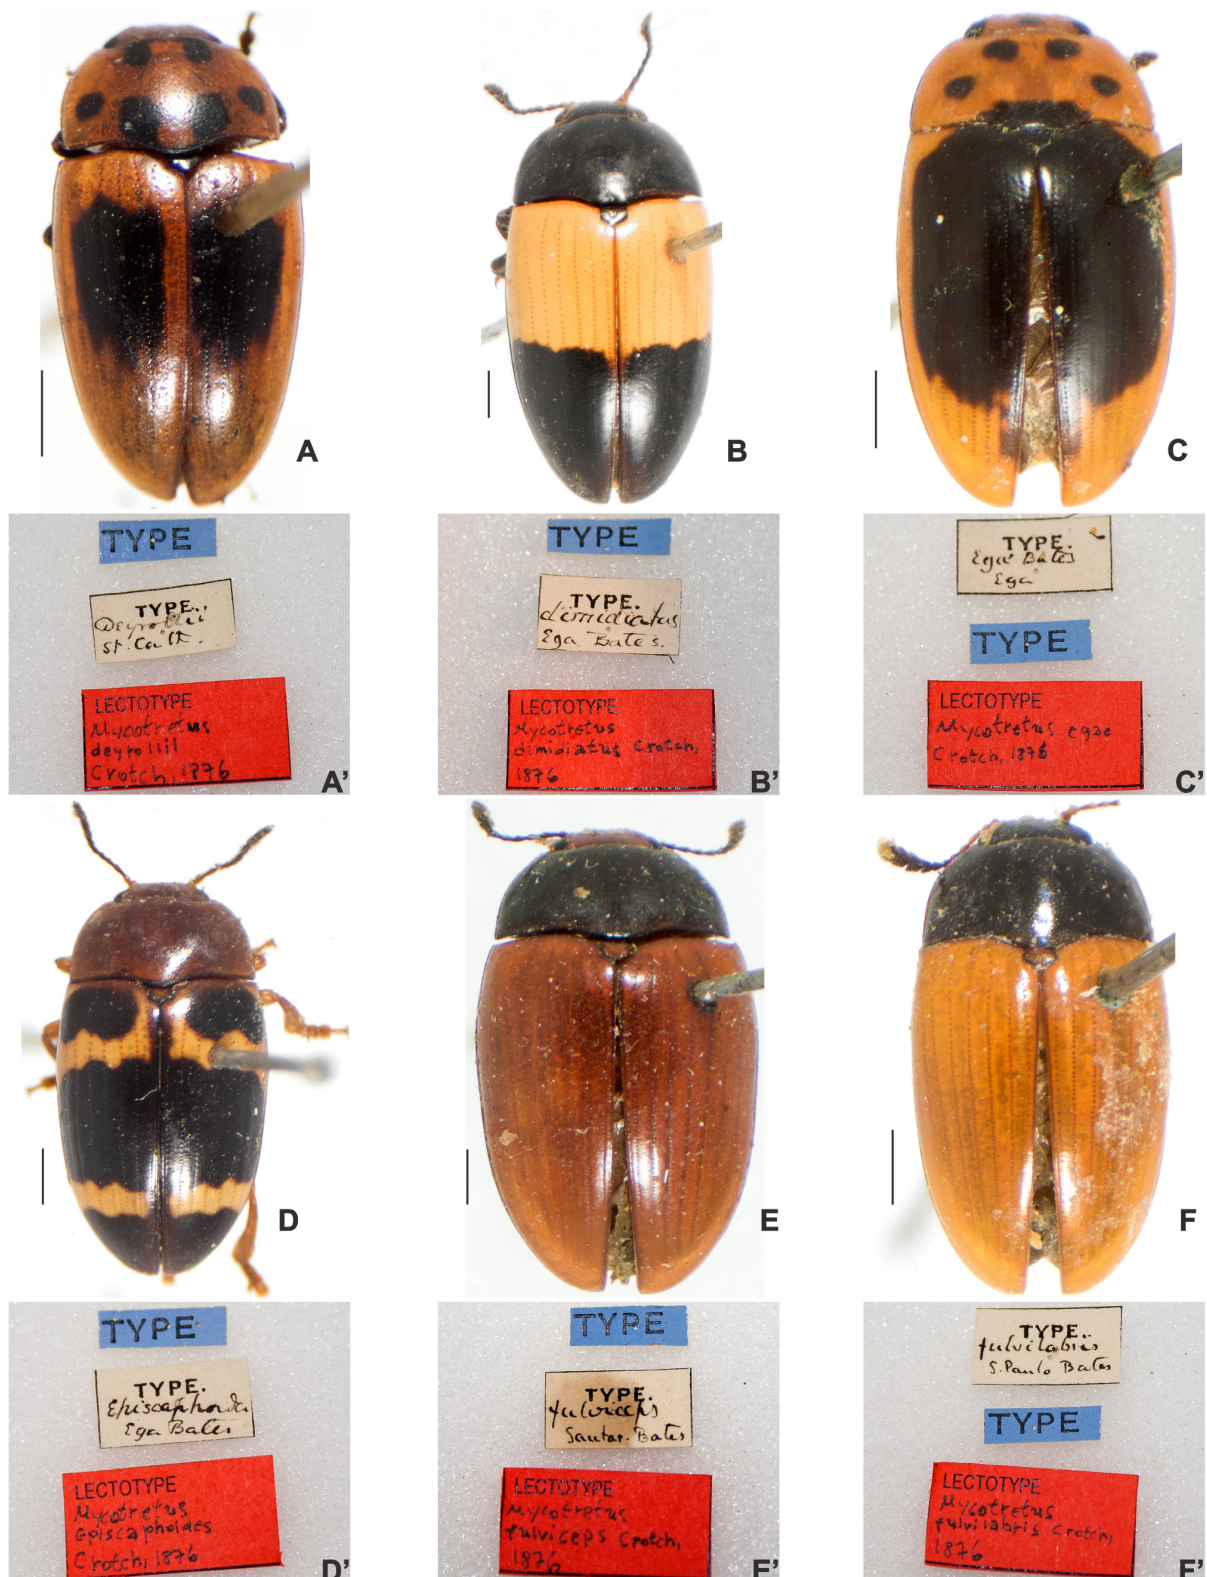 A
B
C
TYPE
TYPE.
Deyrollii
st. Catt.
LECTOTYPE
Mycotretus
deyrollii
Crotch, 1876
A'
TYPE
TYPE.
dimidiatus
Ega Bates.
LECTOTYPE
Mycotretus
dimidiatus Crotch,
1876
B'
TYPE.
Egae Bates
Ega
TYPE
LECTOTYPE
Mycotretus egae
Crotch, 1876
C'
D
E
F
TYPE
TYPE.
Episcaphoides
Ega Bates
LECTOTYPE
Mycotretus
episcaphoides
Crotch, 1876
D'
TYPE
TYPE.
fulviceps
Santar. Bates
LECTOTYPE
Mycotretus
fulviceps Crotch,
1876
E'
TYPE.
fulvilabris
S. Paulo Bates
TYPE
LECTOTYPE
Mycotretus
fulvilabris Crotch,
1876
F'